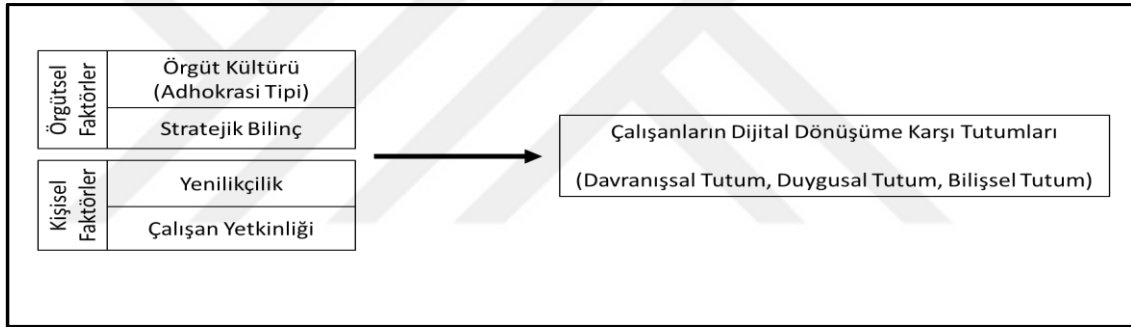 Örgütsel
Faktörler
Örgüt Kültürü
(Adhokrasi Tipi)
Stratejik Bilinç
Kişisel
Faktörler
Yenilikçilik
Çalışan Yetkinliği
Çalışanların Dijital Dönüşüme Karşı Tutumları
(Davranışsal Tutum, Duygusal Tutum, Bilişsel Tutum)